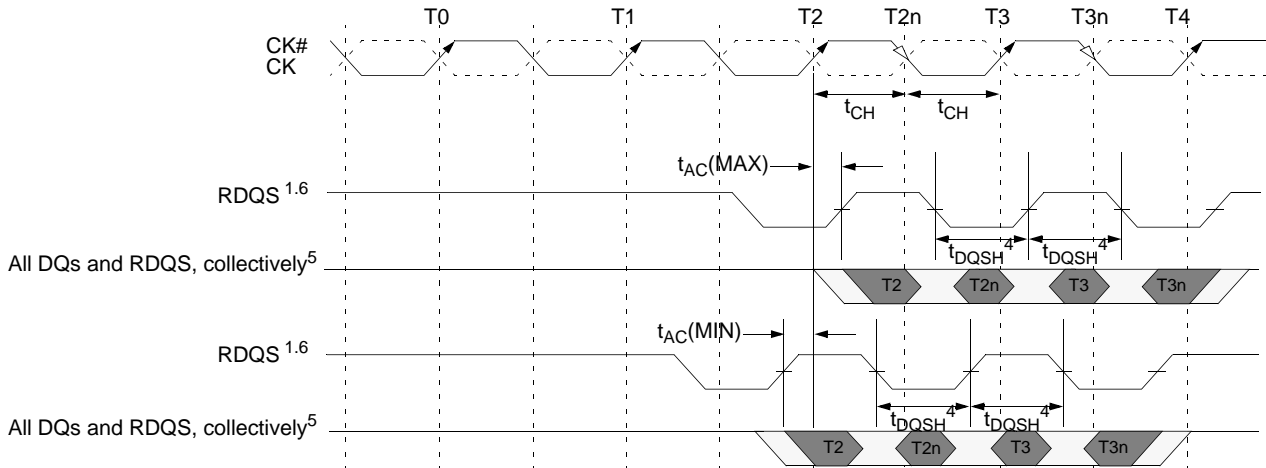 T0 T1 T2 T2n T3 T3n T4
CK#
CK
tCH tCH
tAC(MAX)
RDQS 1.6
tDQSH4 tDQSH4
All DQs and RDQS, collectively5
T2 T2n T3 T3n
tAC(MIN)
RDQS 1.6
tDQSH4 tDQSH4
All DQs and RDQS, collectively5
T2 T2n T3 T3n